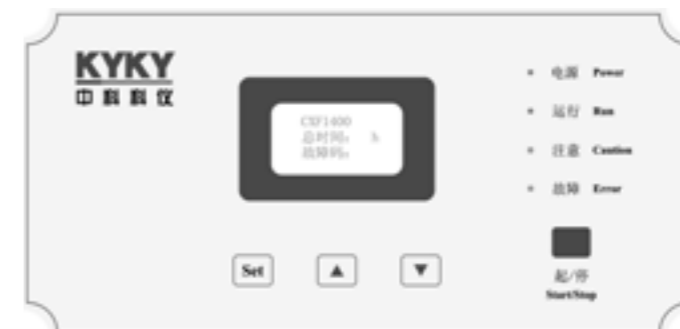 KYKY
中科科仪
CXF1400
总时间： h
故障码：
电源 Power
运行 Run
注意 Caution
故障 Error
Set ▲ ▼
起/停
Start/Stop